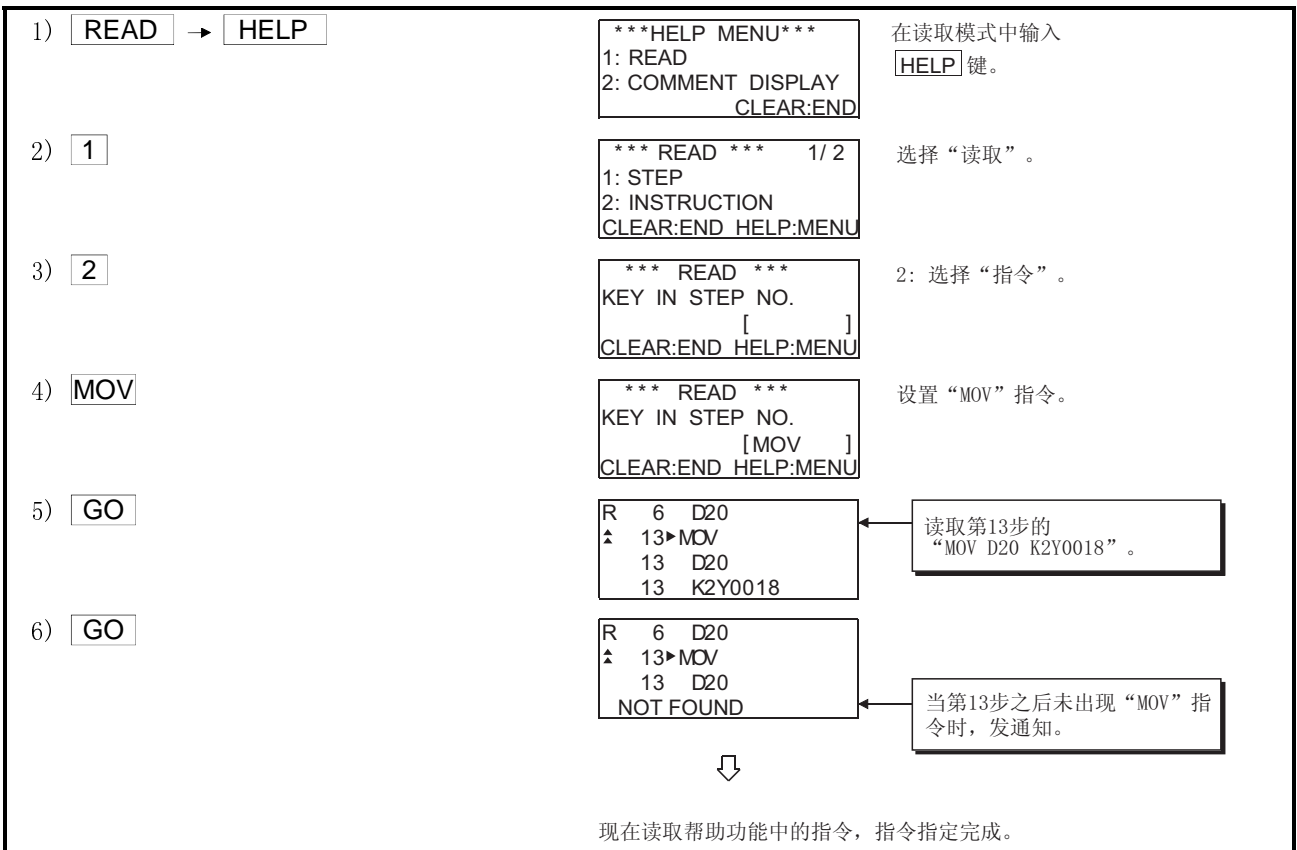 1) READ → HELP
***HELP MENU***
1: READ
2: COMMENT DISPLAY
CLEAR:END
在读取模式中输入
HELP 键。
2) 1
*** READ *** 1/2
1: STEP
2: INSTRUCTION
CLEAR:END HELP:MENU
选择“读取”。
3) 2
*** READ ***
KEY IN STEP NO.
[ ]
CLEAR:END HELP:MENU
2: 选择“指令”。
4) MOV
*** READ ***
KEY IN STEP NO.
[MOV ]
CLEAR:END HELP:MENU
设置“MOV”指令。
5) GO
R 6 D20
13►MOV
13 D20
13 K2Y0018
读取第13步的
“MOV D20 K2Y0018”。
6) GO
R 6 D20
13►MOV
13 D20
NOT FOUND
当第13步之后未出现“MOV”指
令时，发通知。
现在读取帮助功能中的指令，指令指定完成。